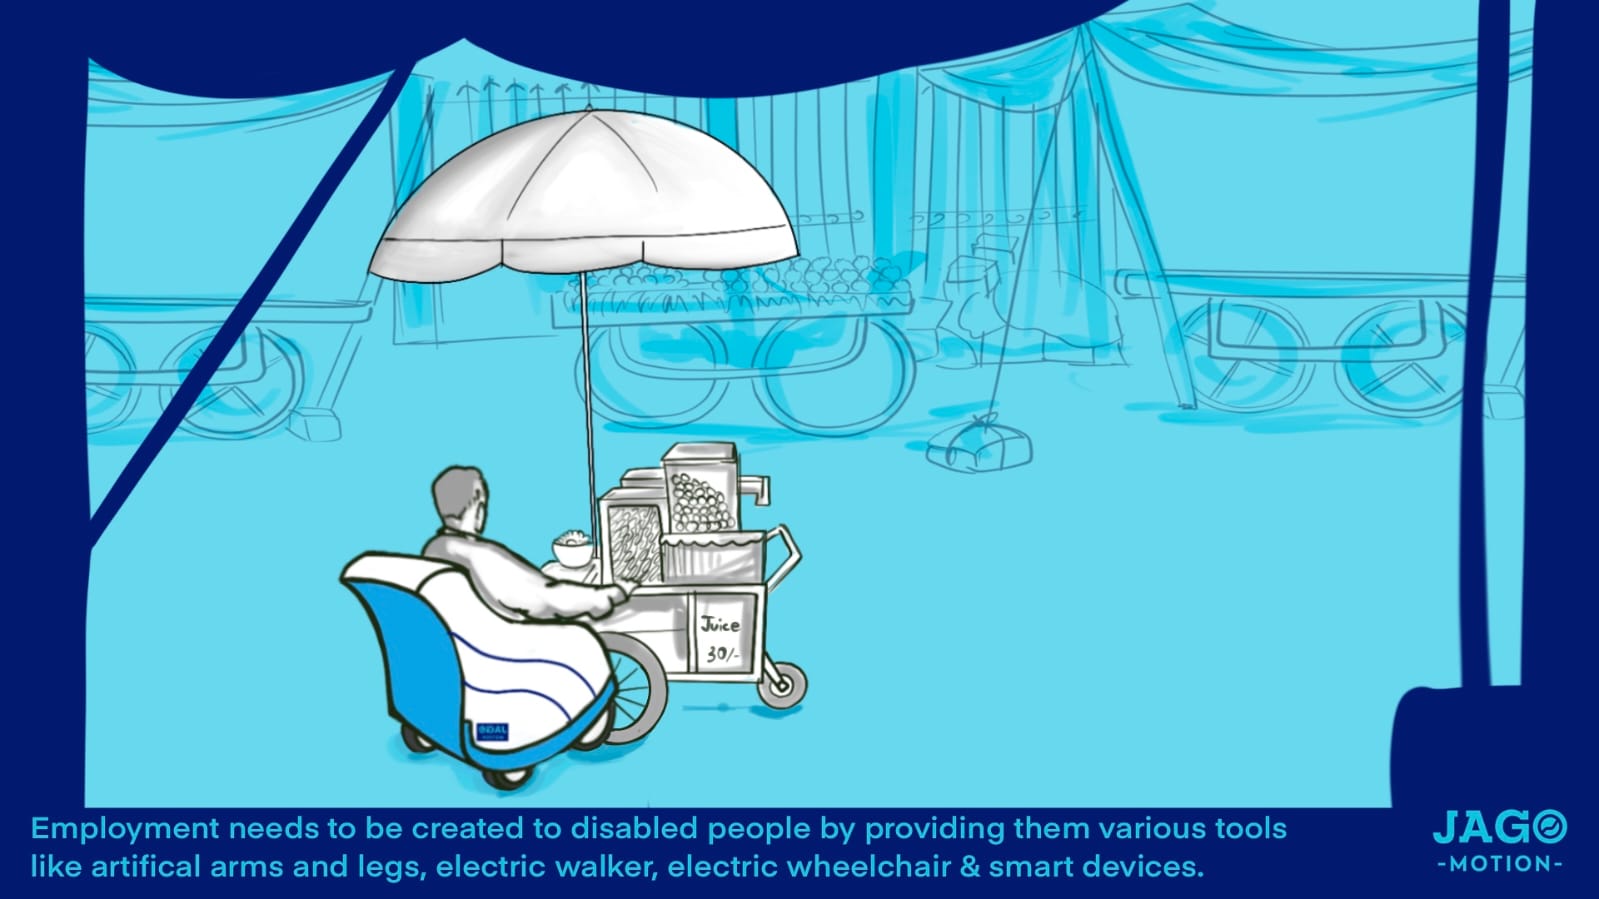 Juice
30/-
Employment needs to be created to disabled people by providing them various tools
like artifical arms and legs, electric walker, electric wheelchair & smart devices.
JAGO
-MOTION-